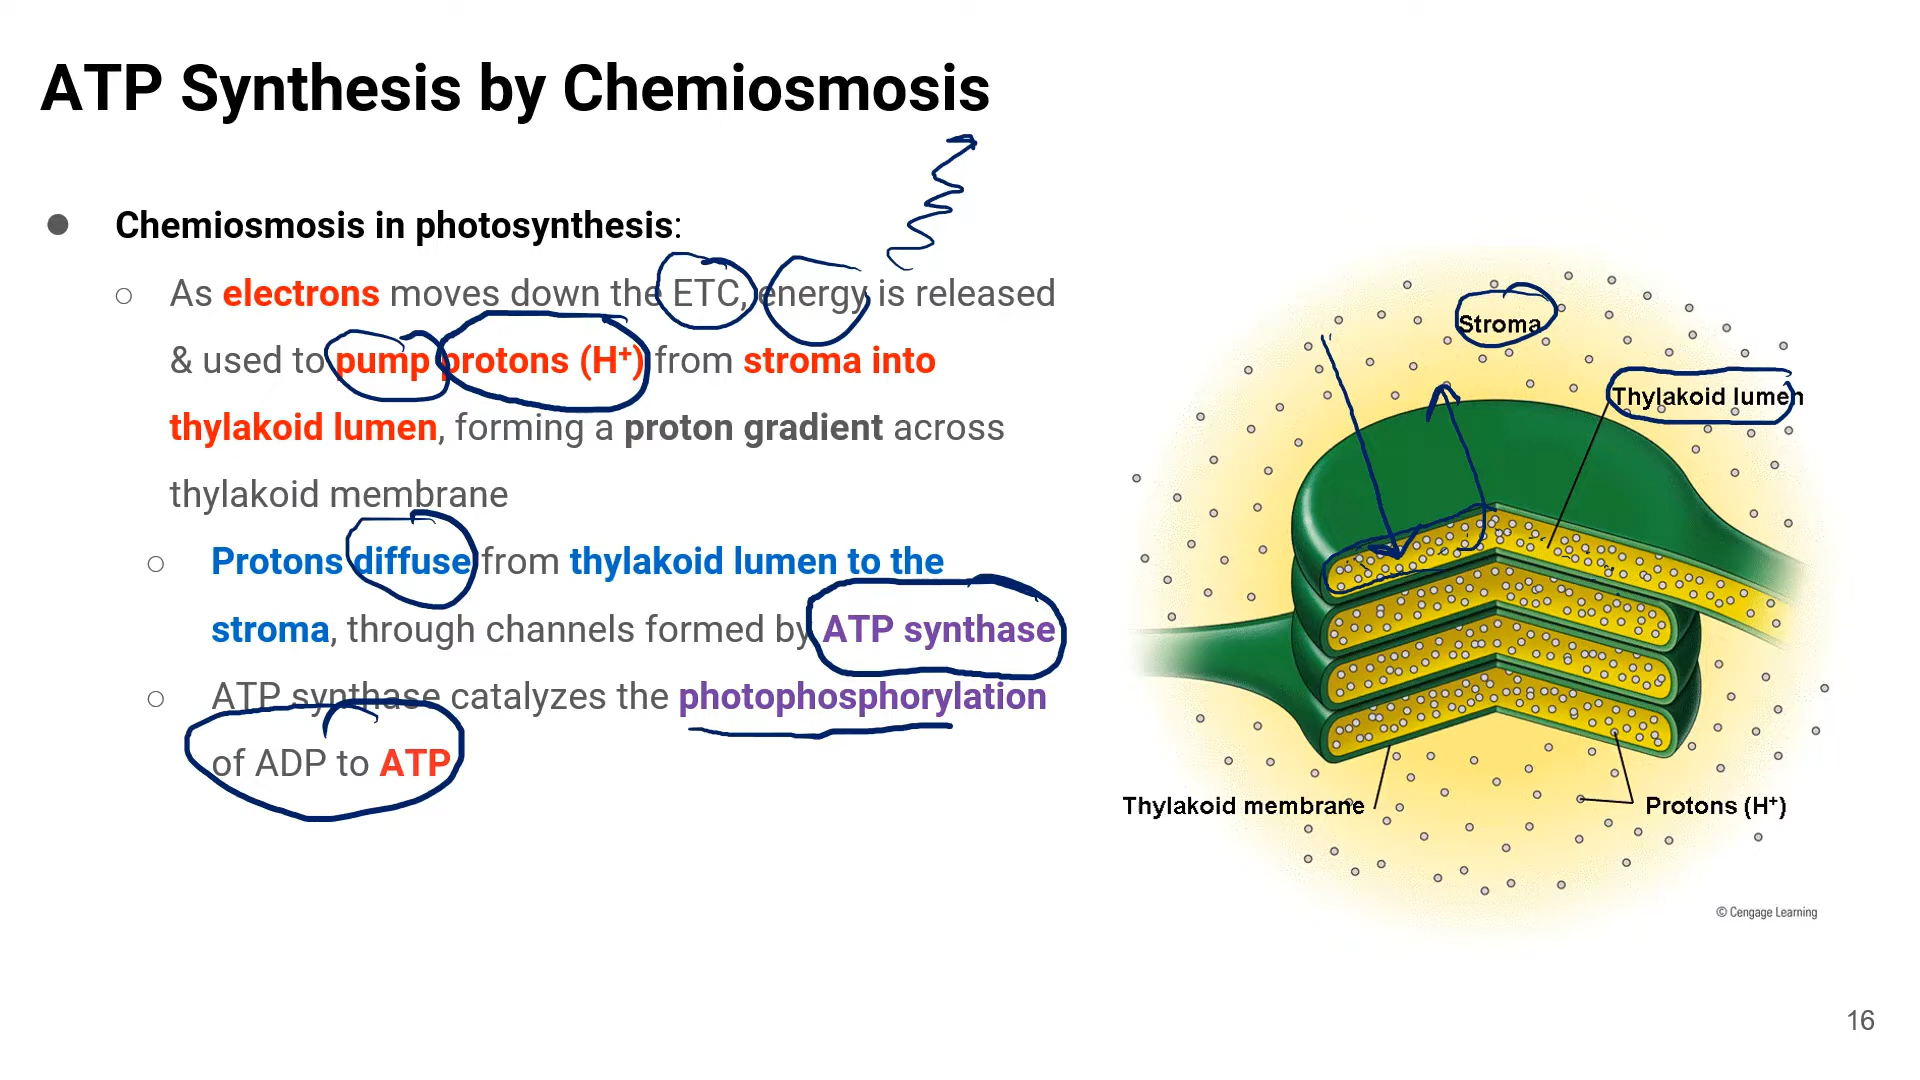 ATP Synthesis by Chemiosmosis
● Chemiosmosis in photosynthesis:
○ As electrons moves down the ETC, energy is released
& used to pump protons (H⁺) from stroma into
thylakoid lumen, forming a proton gradient across
thylakoid membrane
○ Protons diffuse from thylakoid lumen to the
stroma, through channels formed by ATP synthase
○ ATP synthase catalyzes the photophosphorylation
of ADP to ATP
Stroma
Thylakoid lumen
Thylakoid membrane
Protons (H⁺)
© Cengage Learning
16